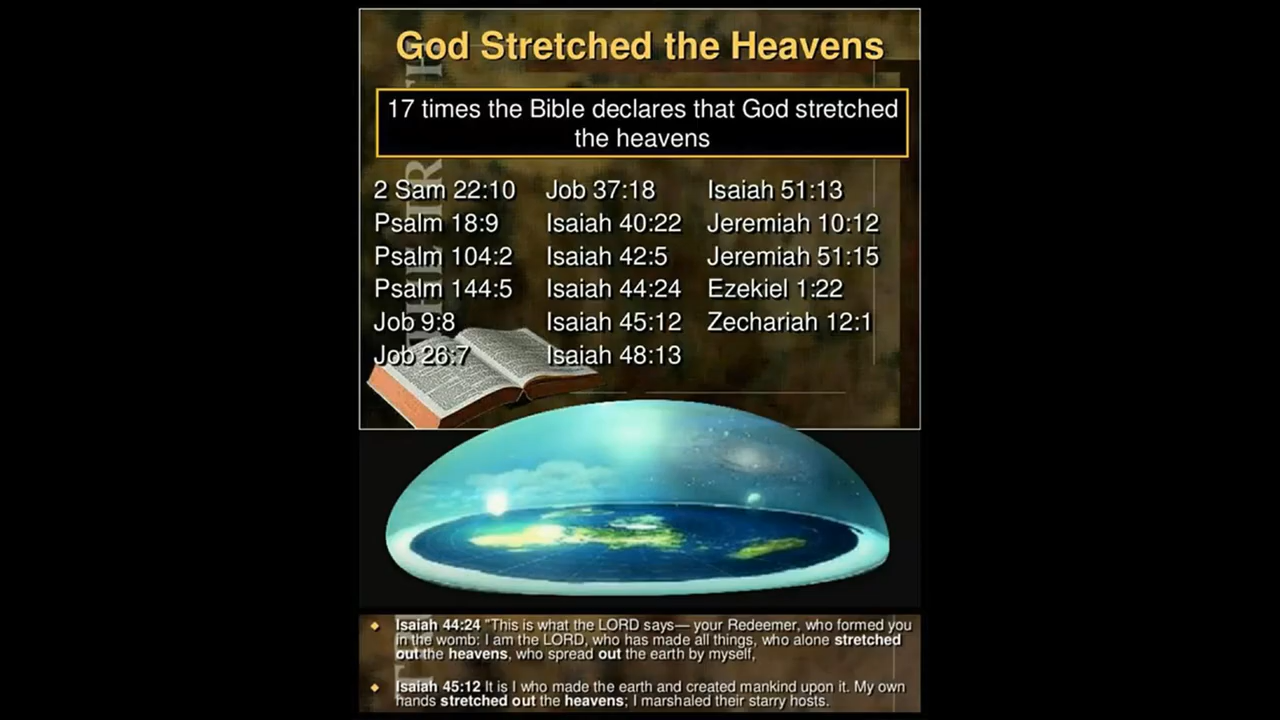 God Stretched the Heavens
17 times the Bible declares that God stretched
the heavens
2 Sam 22:10
Psalm 18:9
Psalm 104:2
Psalm 144:5
Job 9:8
Job 26:7
Job 37:18
Isaiah 40:22
Isaiah 42:5
Isaiah 44:24
Isaiah 45:12
Isaiah 48:13
Isaiah 51:13
Jeremiah 10:12
Jeremiah 51:15
Ezekiel 1:22
Zechariah 12:1
Isaiah 44:24 "This is what the LORD says— your Redeemer, who formed you
in the womb: I am the LORD, who has made all things, who alone stretched
out the heavens, who spread out the earth by myself,
Isaiah 45:12 It is I who made the earth and created mankind upon it. My own
hands stretched out the heavens; I marshaled their starry hosts.